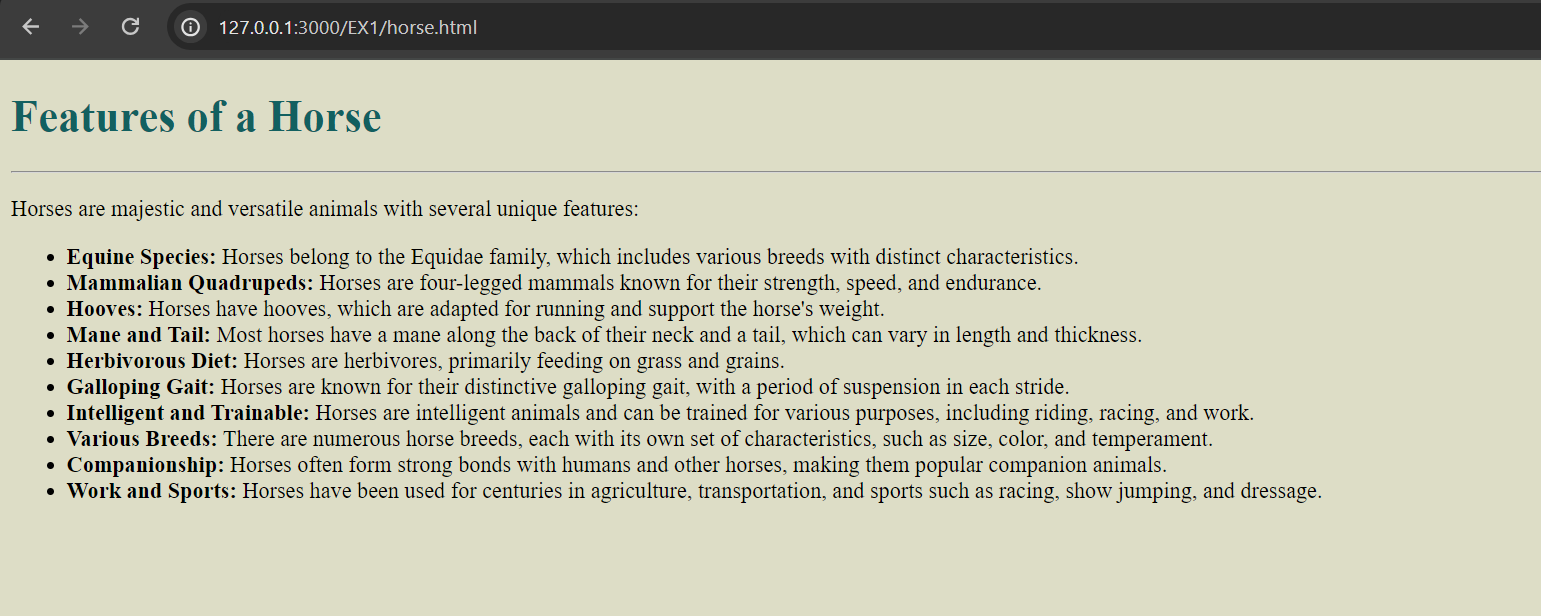 127.0.0.1:3000/EX1/horse.html
Features of a Horse
Horses are majestic and versatile animals with several unique features:
Equine Species: Horses belong to the Equidae family, which includes various breeds with distinct characteristics.
Mammalian Quadrupeds: Horses are four-legged mammals known for their strength, speed, and endurance.
Hooves: Horses have hooves, which are adapted for running and support the horse's weight.
Mane and Tail: Most horses have a mane along the back of their neck and a tail, which can vary in length and thickness.
Herbivorous Diet: Horses are herbivores, primarily feeding on grass and grains.
Galloping Gait: Horses are known for their distinctive galloping gait, with a period of suspension in each stride.
Intelligent and Trainable: Horses are intelligent animals and can be trained for various purposes, including riding, racing, and work.
Various Breeds: There are numerous horse breeds, each with its own set of characteristics, such as size, color, and temperament.
Companionship: Horses often form strong bonds with humans and other horses, making them popular companion animals.
Work and Sports: Horses have been used for centuries in agriculture, transportation, and sports such as racing, show jumping, and dressage.